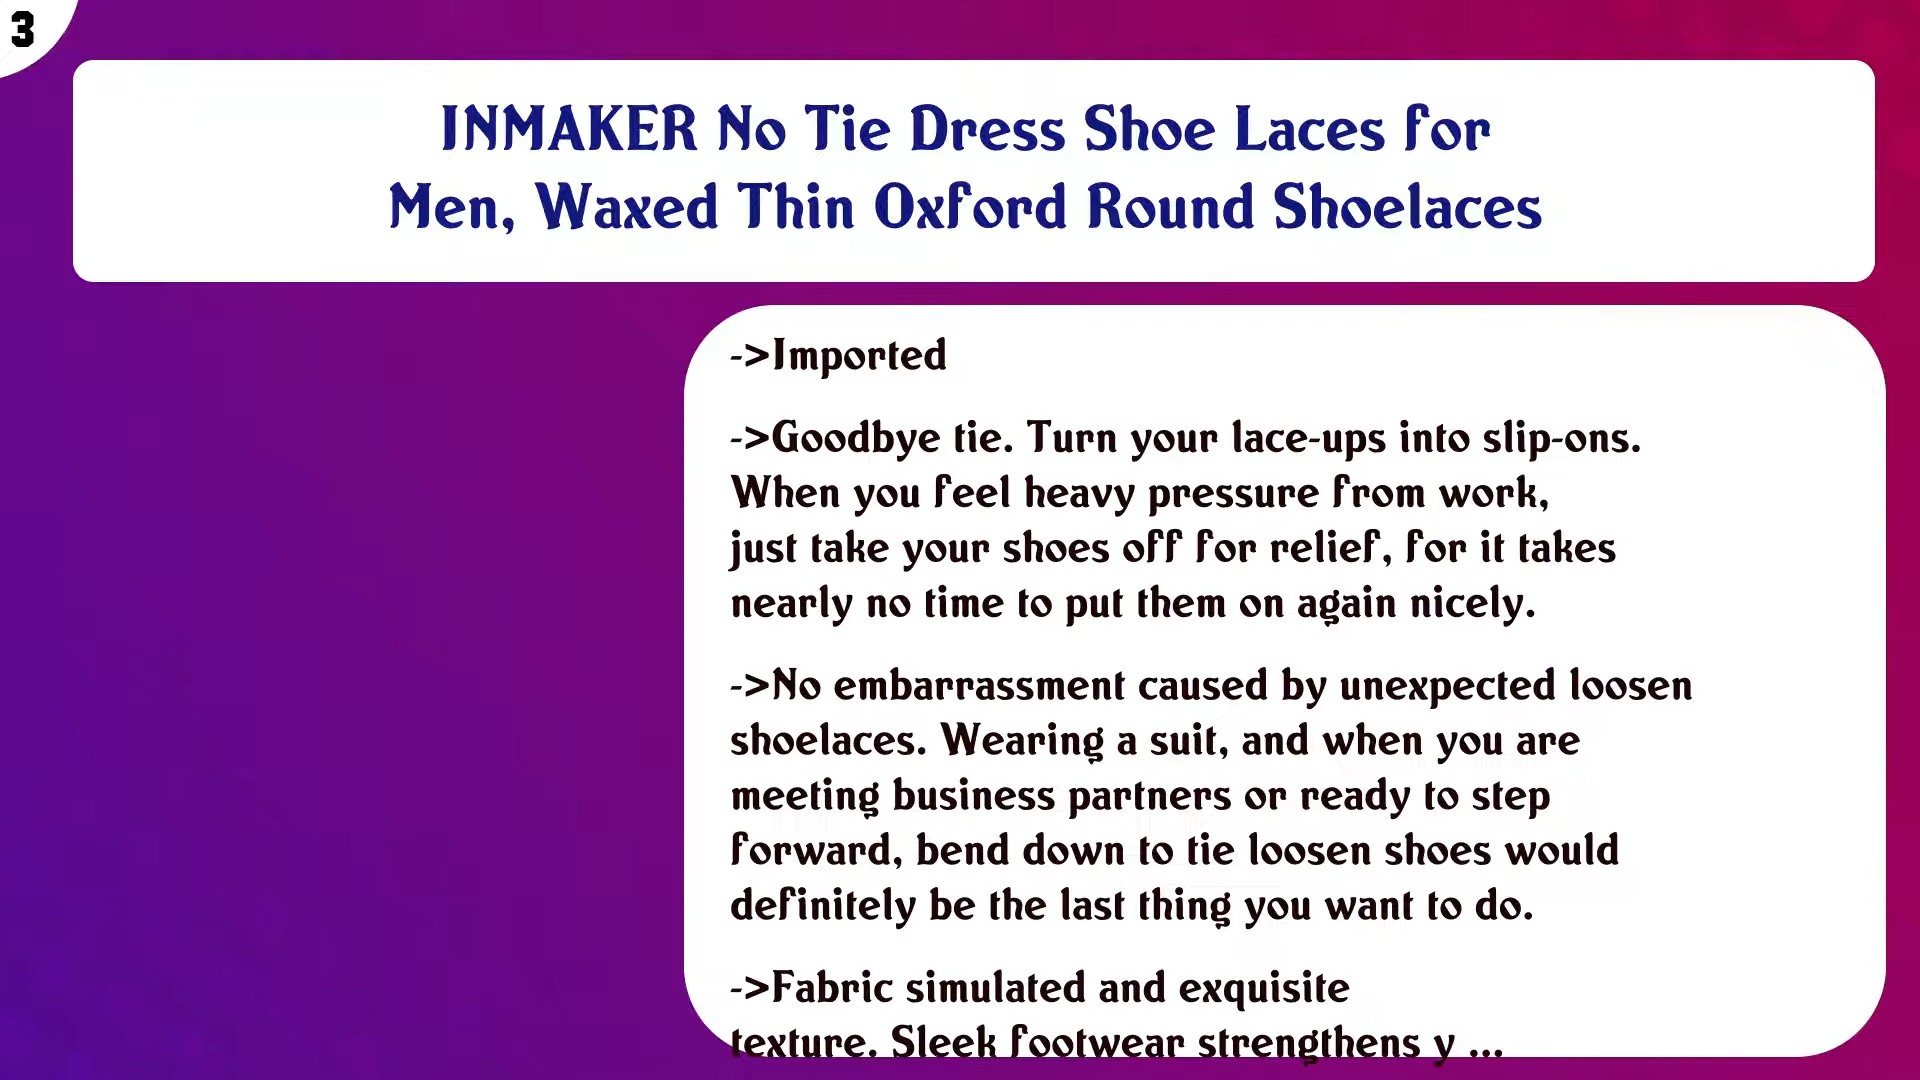 3
INMAKER No Tie Dress Shoe Laces for
Men, Waxed Thin Oxford Round Shoelaces
->Imported
->Goodbye tie. Turn your lace-ups into slip-ons.
When you feel heavy pressure from work,
just take your shoes off for relief, for it takes
nearly no time to put them on again nicely.
->No embarrassment caused by unexpected loosen
shoelaces. Wearing a suit, and when you are
meeting business partners or ready to step
forward, bend down to tie loosen shoes would
definitely be the last thing you want to do.
->Fabric simulated and exquisite
texture. Sleek footwear strengthens y ...